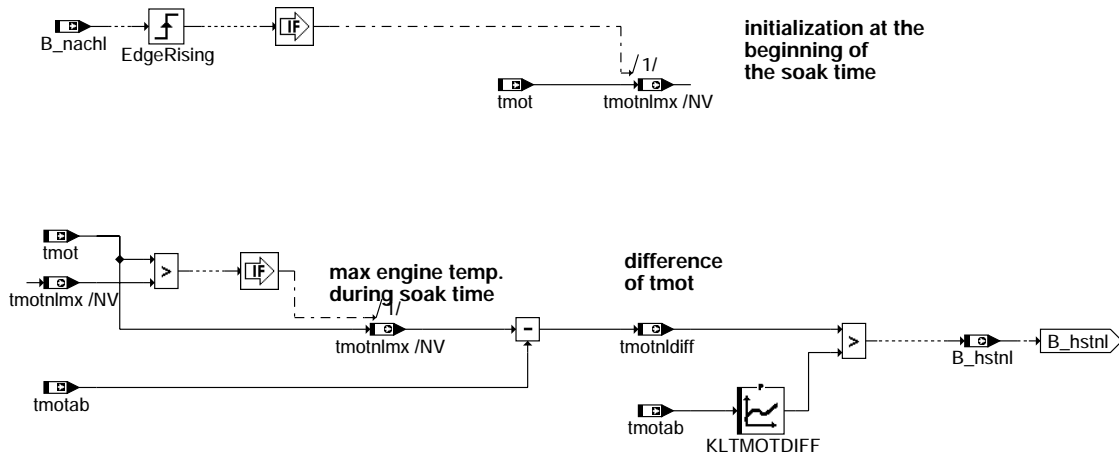 B_nachl
EdgeRising
IF
/ 1/
tmot
tmotnlmx /NV
initialization at the
beginning of
the soak time
tmot
>
IF
tmotnlmx /NV
max engine temp.
during soak time
/1/
tmotnlmx /NV
-
difference
of tmot
tmotnldiff
>
B_hstnl
B_hstnl
tmotab
tmotab
P
KLTMOTDIFF